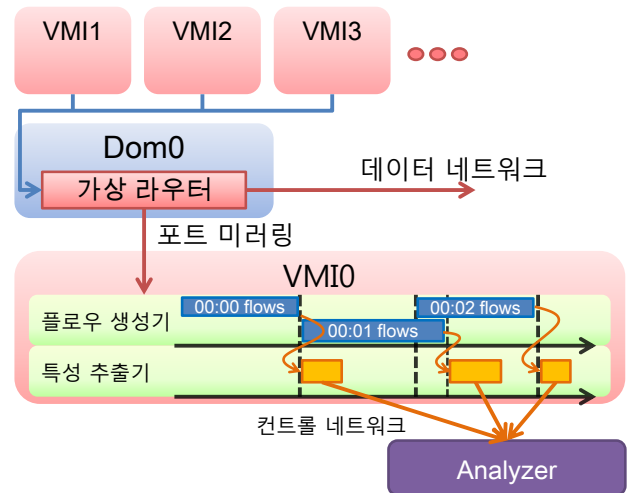 VMI1
VMI2
VMI3
Dom0
가상 라우터
데이터 네트워크
포트 미러링
VMI0
플로우 생성기
00:00 flows
00:01 flows
00:02 flows
특성 추출기
컨트롤 네트워크
Analyzer